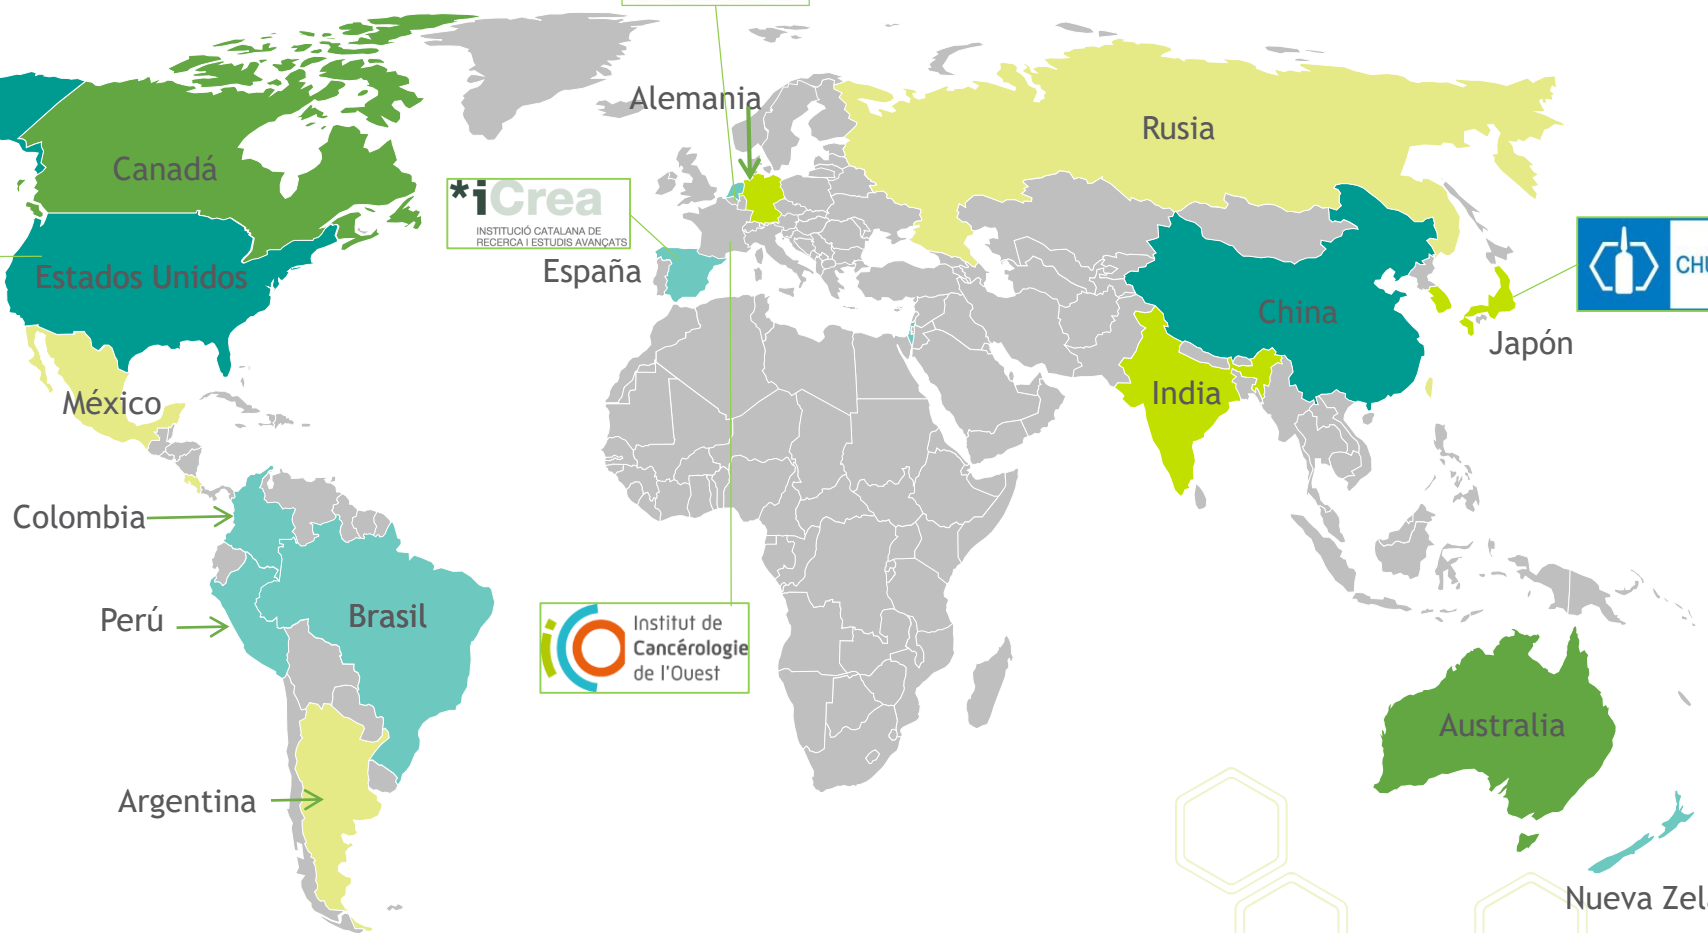 Alemania
Rusia
Canadá
*iCrea
INSTITUCIÓ CATALANA DE
RECERCA I ESTUDIS AVANÇATS
España
Estados Unidos
CHU
China
Japón
India
México
Colombia
Perú
Brasil
Institut de
Cancérologie
de l'Ouest
Australia
Argentina
Nueva Zel